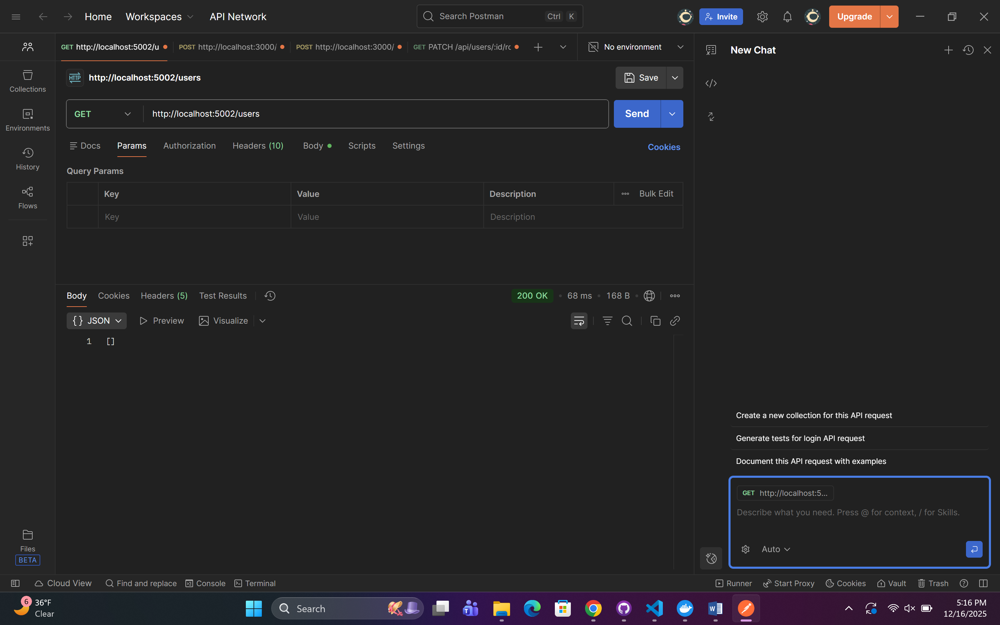 Home Workspaces API Network Search Postman Ctrl K Invite Upgrade
GET http://localhost:5002/u POST http://localhost:3000/ POST http://localhost:3000/ GET PATCH /api/users/:id/rc No environment New Chat
HTTP http://localhost:5002/users Save
Collections
GET http://localhost:5002/users Send
Environments
Docs Params Authorization Headers (10) Body Scripts Settings Cookies
History
Query Params
Key Value Description Bulk Edit
Flows
Key Value Description
Body Cookies Headers (5) Test Results 200 OK 68 ms 168 B
{} JSON Preview Visualize
1 []
Create a new collection for this API request
Generate tests for login API request
Document this API request with examples
GET http://localhost:5...
Describe what you need. Press @ for context, / for Skills.
Files
BETA
Auto
Cloud View Find and replace Console Terminal Runner Start Proxy Cookies Vault Trash
6 36°F
Clear
Search
T
W
5:16 PM
12/16/2025